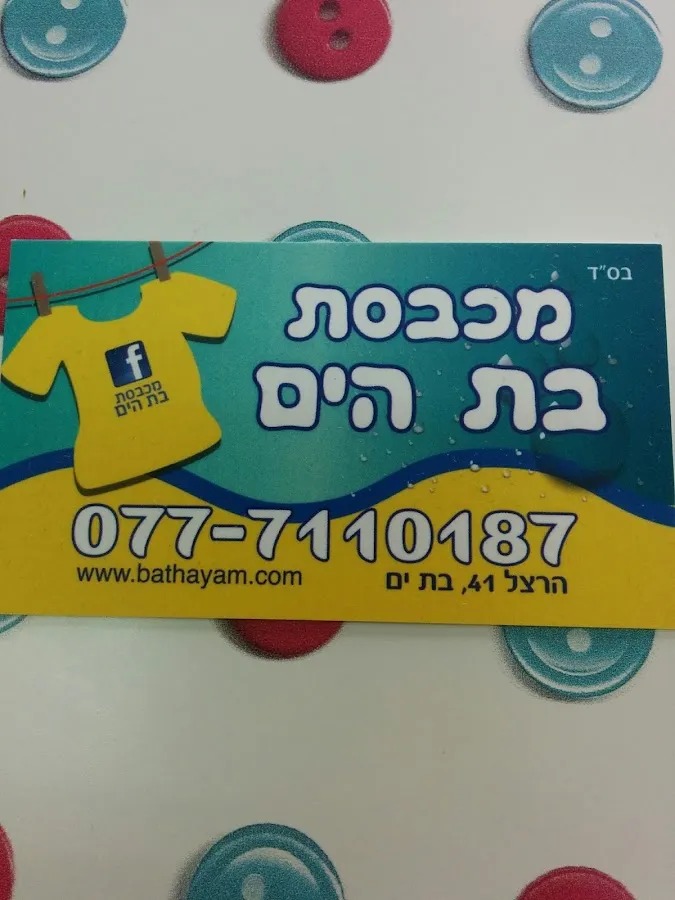 בס"ד
מכבסת
בת הים
f
מכבסת
בת הים
077-7110187
www.bathayam.com
הרצל 41, בת ים